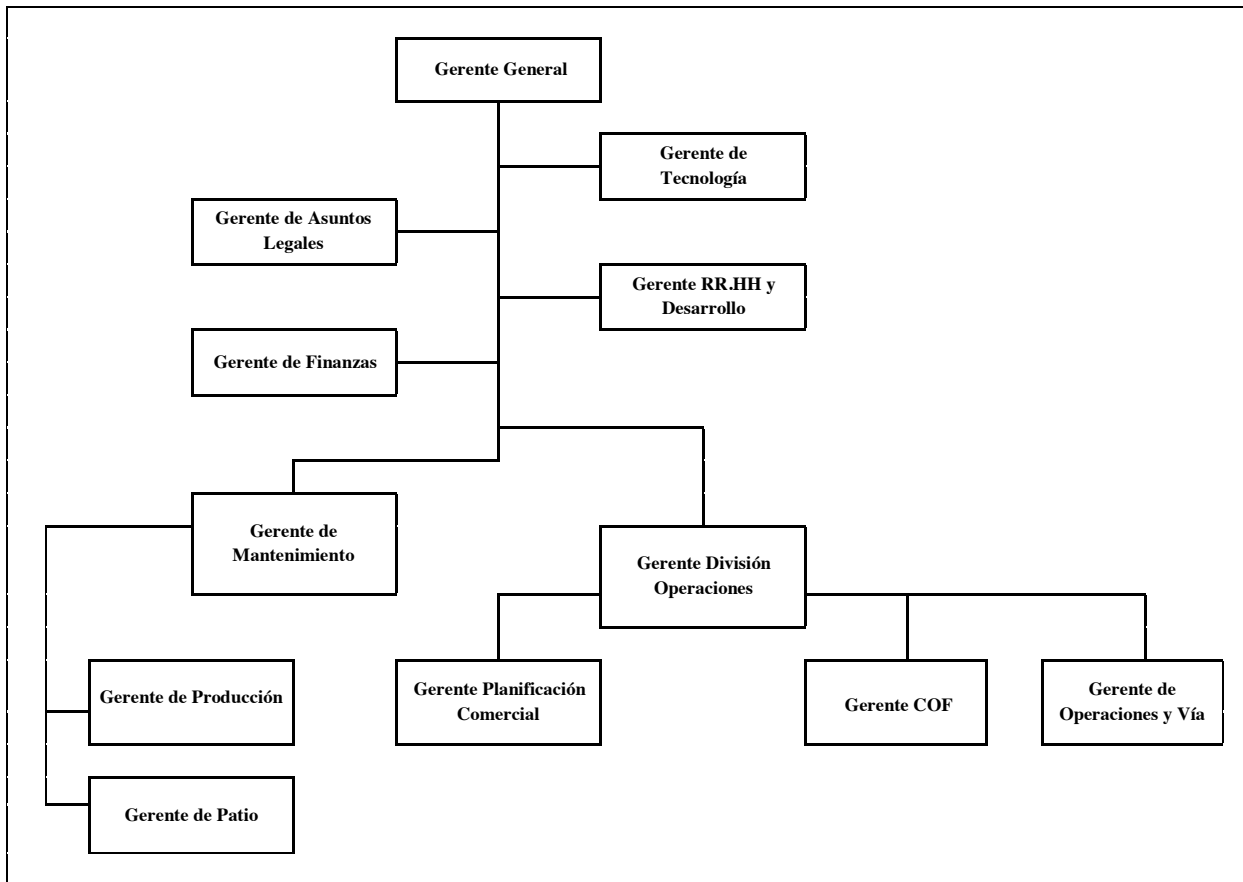 Gerente General
Gerente de
Tecnología
Gerente de Asuntos
Legales
Gerente RR.HH y
Desarrollo
Gerente de Finanzas
Gerente de
Mantenimiento
Gerente División
Operaciones
Gerente de Producción
Gerente Planificación
Comercial
Gerente COF
Gerente de
Operaciones y Vía
Gerente de Patio